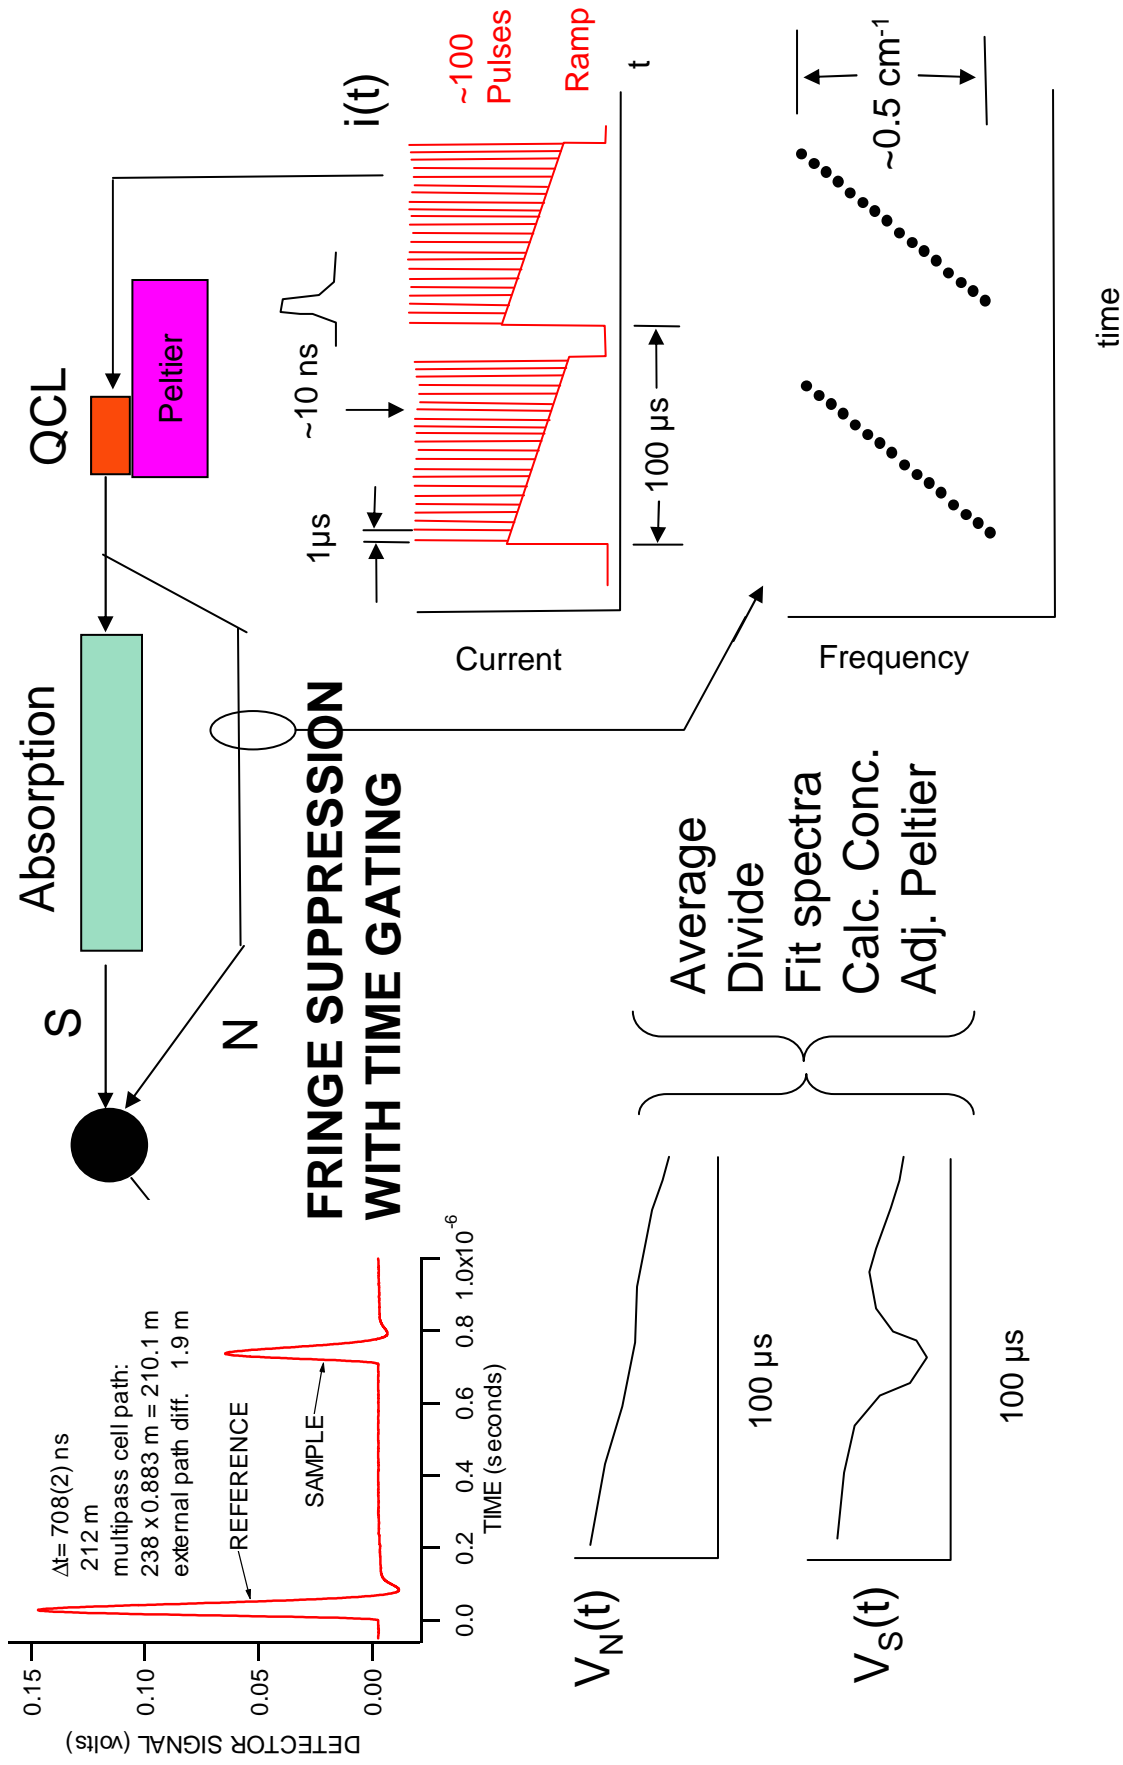 Δt= 708(2) ns
212 m
multipass cell path:
238 x 0.883 m = 210.1 m
external path diff. 1.9 m
REFERENCE
SAMPLE
DETECTOR SIGNAL (volts)
0.15
0.10
0.05
0.00
0.0 0.2 0.4 0.6 0.8 1.0x10⁻⁶
TIME (seconds)
S
N
Absorption
QCL
Peltier
FRINGE SUPPRESSION
WITH TIME GATING
i(t)
~10 ns
1µs
~100
Pulses
Ramp
t
Current
100 µs
Frequency
~0.5 cm⁻¹
time
V_N(t)
100 µs
V_S(t)
100 µs
Average
Divide
Fit spectra
Calc. Conc.
Adj. Peltier